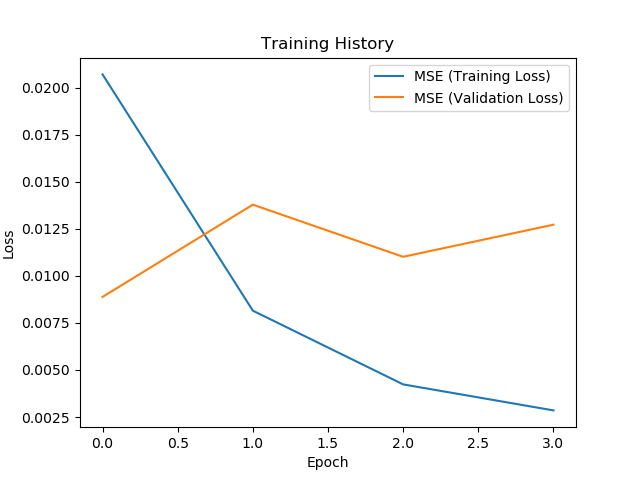 Training History
MSE (Training Loss)
MSE (Validation Loss)
0.0200
0.0175
0.0150
0.0125
0.0100
0.0075
0.0050
0.0025
Loss
0.0 0.5 1.0 1.5 2.0 2.5 3.0
Epoch